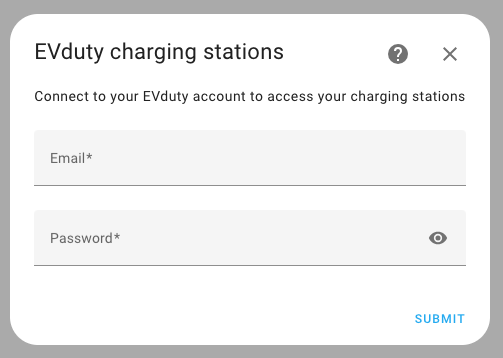 EVduty charging stations
Connect to your EVduty account to access your charging stations
Email*
Password*
SUBMIT